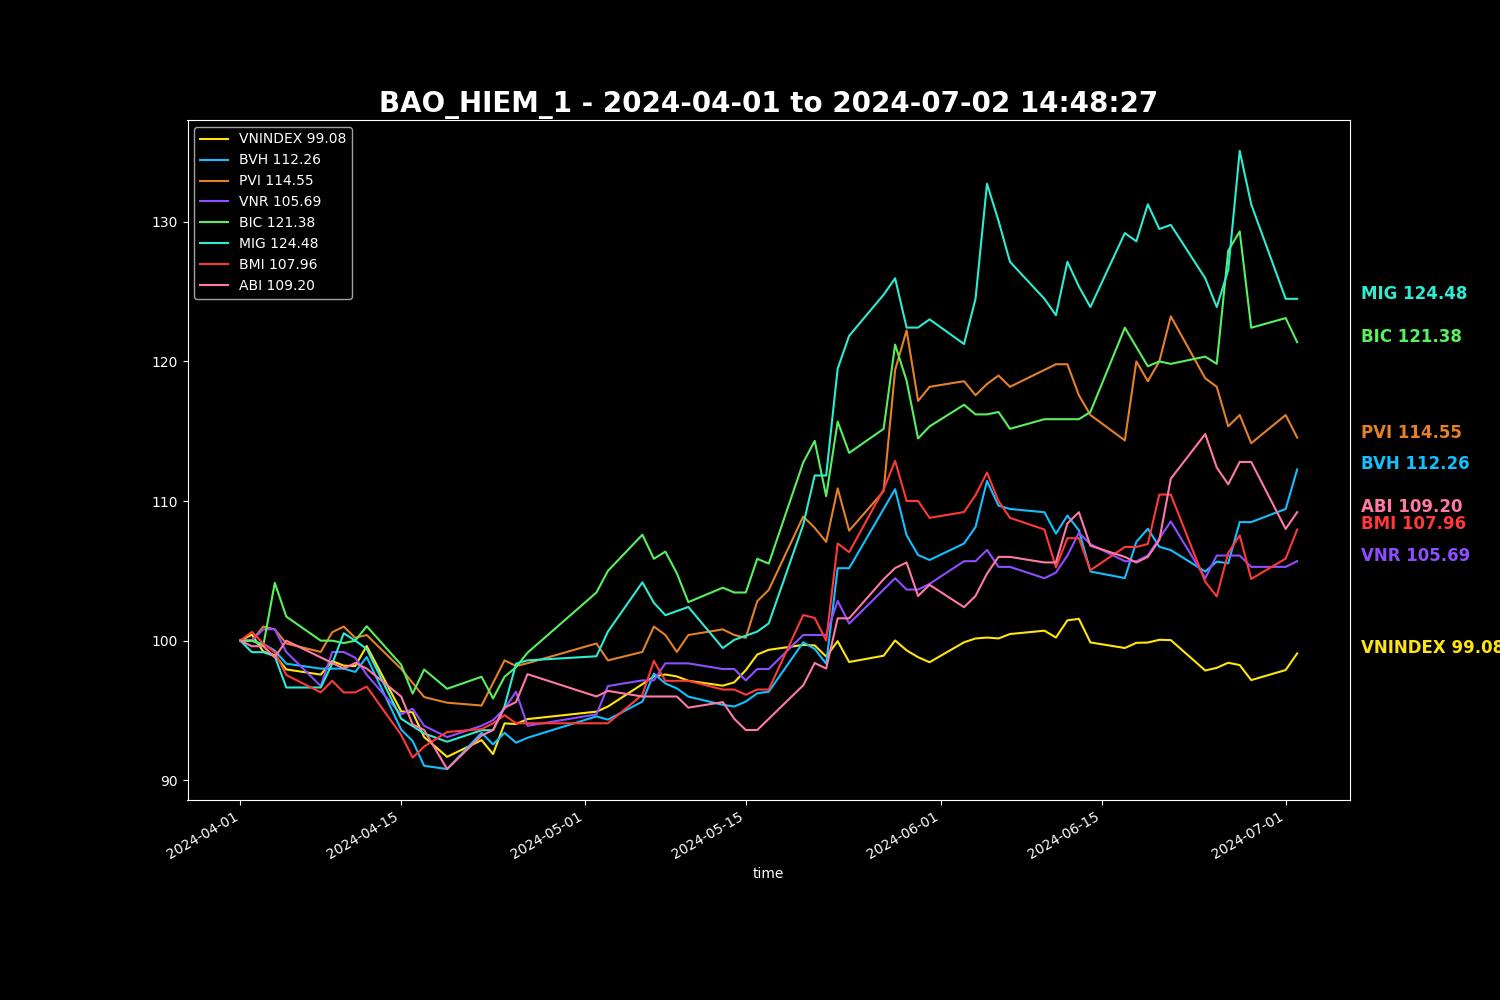 BAO_HIEM_1 - 2024-04-01 to 2024-07-02 14:48:27
VNINDEX 99.08
BVH 112.26
PVI 114.55
VNR 105.69
BIC 121.38
MIG 124.48
BMI 107.96
ABI 109.20
130
120
110
100
90
MIG 124.48
BIC 121.38
PVI 114.55
BVH 112.26
ABI 109.20
BMI 107.96
VNR 105.69
VNINDEX 99.08
2024-04-01
2024-04-15
2024-05-01
2024-05-15
2024-06-01
2024-06-15
2024-07-01
time